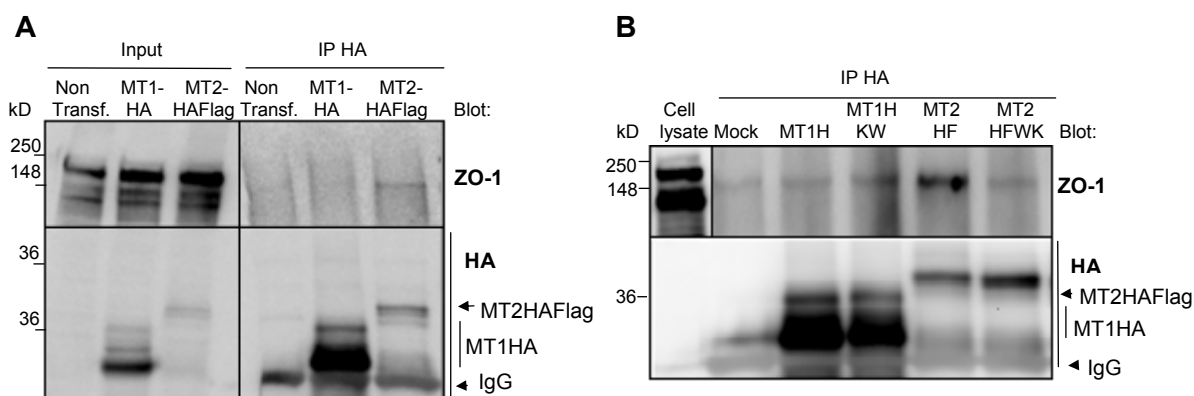 A
Input IP HA
Non MT1- MT2- Non MT1- MT2-
kD Transf. HA HAFlag Transf. HA HAFlag Blot:
250
148
ZO-1
36
HA
MT2HAFlag
36
MT1HA
IgG
B
IP HA
Cell MT1H MT2 MT2
kD lysate Mock MT1H KW HF HFWK Blot:
250
148
ZO-1
HA
36
MT2HAFlag
MT1HA
IgG